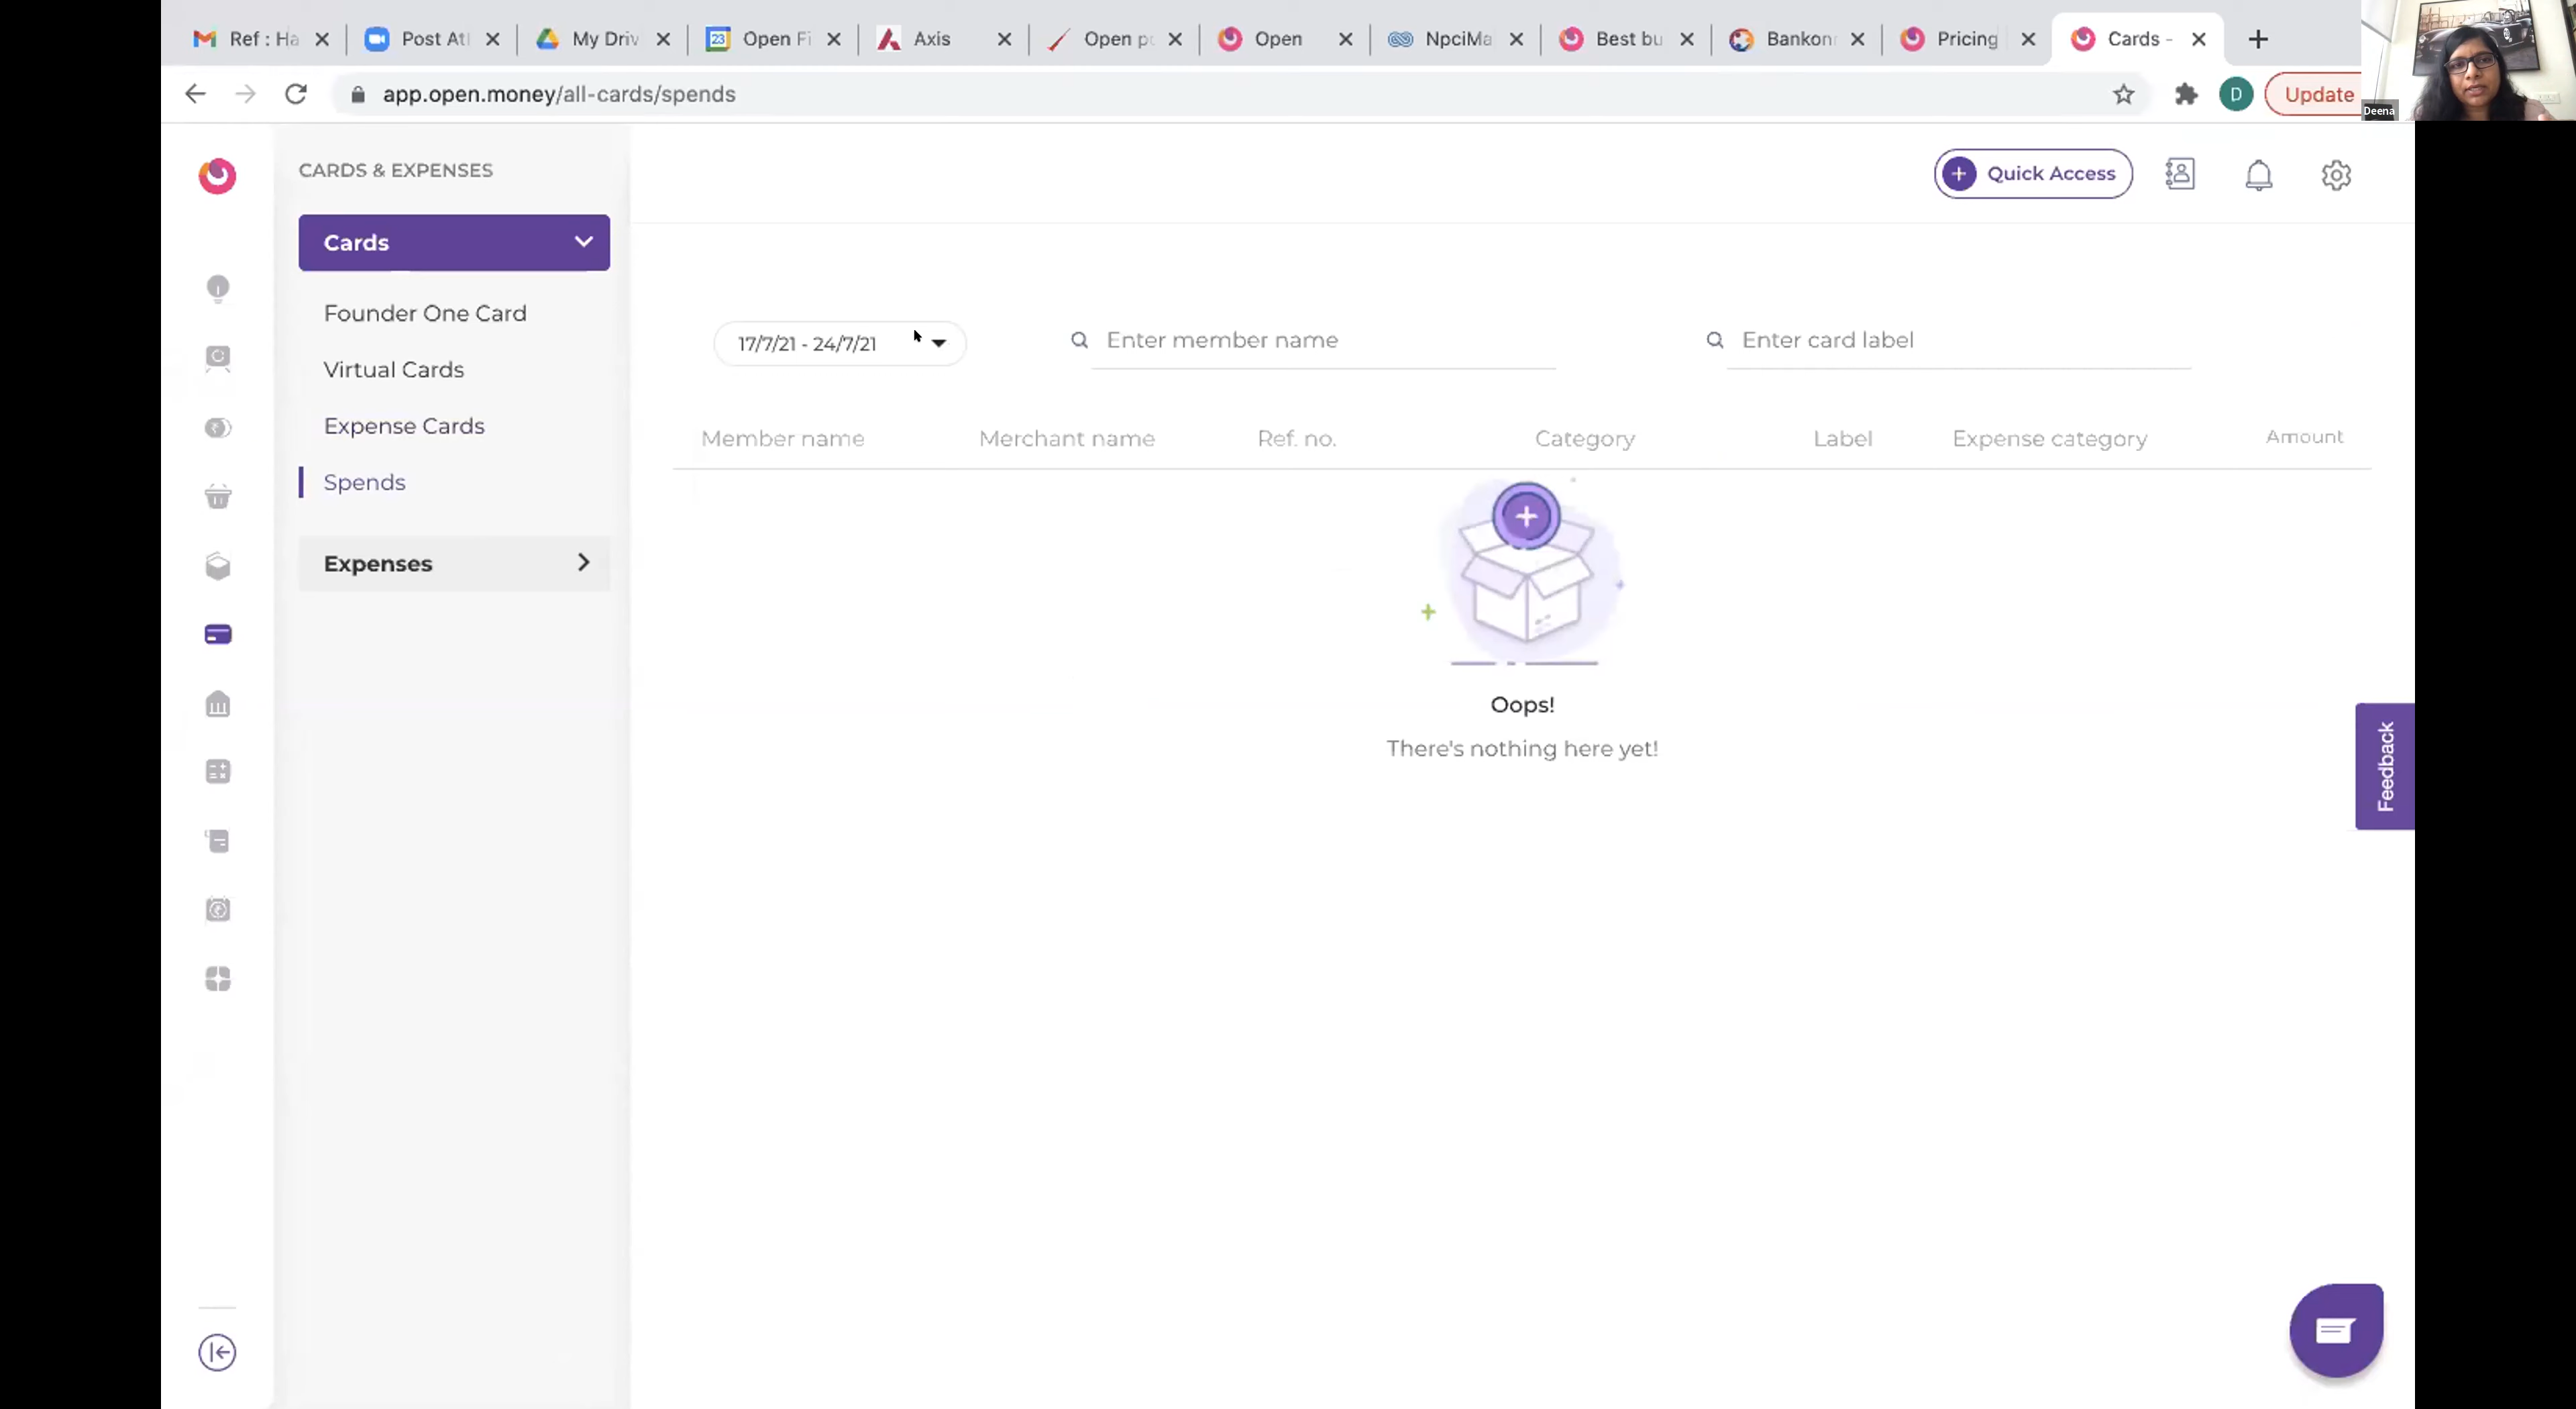 Ref : Ha
Post Atl
My Driv
23
Open Fi
Axis
Open po
Open
NpciMa
Best bu
Bankon
Pricing
Cards -
app.open.money/all-cards/spends
D
Update
Deena
CARDS & EXPENSES
Quick Access
Cards
Founder One Card
Virtual Cards
Expense Cards
Spends
Expenses
17/7/21 - 24/7/21
Enter member name
Enter card label
Member name Merchant name Ref. no. Category Label Expense category Amount
Oops!
There's nothing here yet!
Feedback